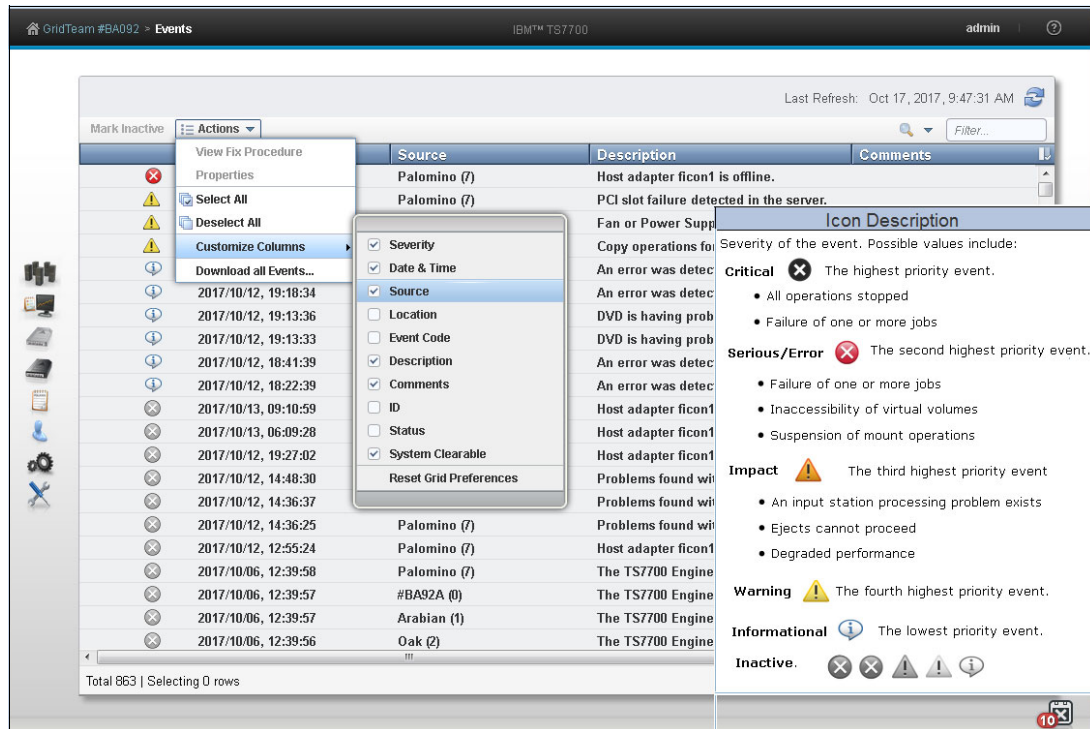 GridTeam #BA092 > Events
IBM™ TS7700
admin
Last Refresh: Oct 17, 2017, 9:47:31 AM
Mark Inactive
Actions
Filter...
Source
Description
Comments
View Fix Procedure
Properties
Select All
Deselect All
Customize Columns
Download all Events...
Severity
Date & Time
Source
Location
Event Code
Description
Comments
ID
Status
System Clearable
Reset Grid Preferences
Palomino (7) Host adapter ficon1 is offline.
Palomino (7) PCI slot failure detected in the server.
Fan or Power Supp
Copy operations fo
An error was detec
2017/10/12, 19:18:34 An error was detec
2017/10/12, 19:13:36 DVD is having prob
2017/10/12, 19:13:33 DVD is having prob
2017/10/12, 18:41:39 An error was detec
2017/10/12, 18:22:39 An error was detec
2017/10/13, 09:10:59 Host adapter ficon1
2017/10/13, 06:09:28 Host adapter ficon1
2017/10/12, 19:27:02 Host adapter ficon1
2017/10/12, 14:48:30 Problems found wit
2017/10/12, 14:36:37 Problems found wit
2017/10/12, 14:36:25 Palomino (7) Problems found wit
2017/10/12, 12:55:24 Palomino (7) Host adapter ficon1
2017/10/06, 12:39:58 Palomino (7) The TS7700 Engine
2017/10/06, 12:39:57 #BA92A (0) The TS7700 Engine
2017/10/06, 12:39:57 Arabian (1) The TS7700 Engine
2017/10/06, 12:39:56 Oak (2) The TS7700 Engine
Total 863 | Selecting 0 rows
Icon Description
Severity of the event. Possible values include:
Critical The highest priority event.
• All operations stopped
• Failure of one or more jobs
Serious/Error The second highest priority event.
• Failure of one or more jobs
• Inaccessibility of virtual volumes
• Suspension of mount operations
Impact The third highest priority event
• An input station processing problem exists
• Ejects cannot proceed
• Degraded performance
Warning The fourth highest priority event.
Informational The lowest priority event.
Inactive.
10